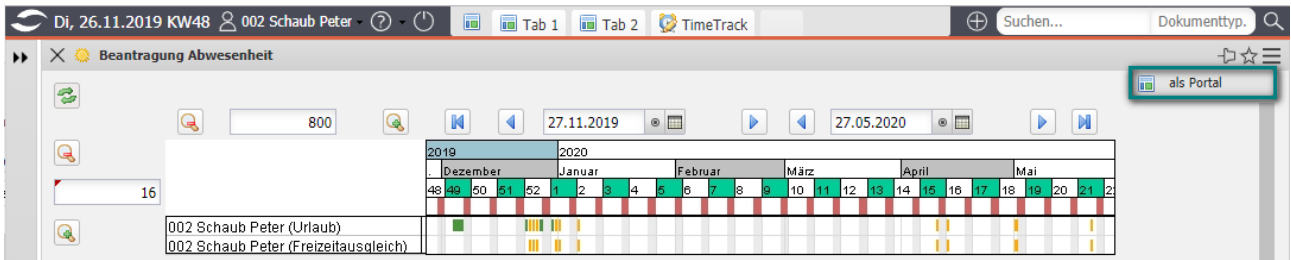 Di, 26.11.2019 KW48 002 Schaub Peter Tab 1 Tab 2 TimeTrack Suchen... Dokumenttyp.
Beantragung Abwesenheit
als Portal
800 27.11.2019 27.05.2020
2019 2020
. Dezember Januar Februar März April Mai
16 48 49 50 51 52 1 2 3 4 5 6 7 8 9 10 11 12 13 14 15 16 17 18 19 20 21
002 Schaub Peter (Urlaub)
002 Schaub Peter (Freizeitausgleich)